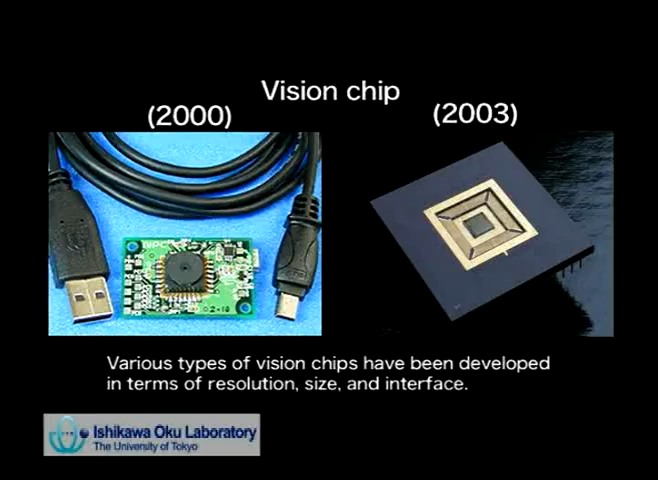 Vision chip
(2000)
(2003)
Various types of vision chips have been developed
in terms of resolution, size, and interface.
Ishikawa Oku Laboratory
The University of Tokyo